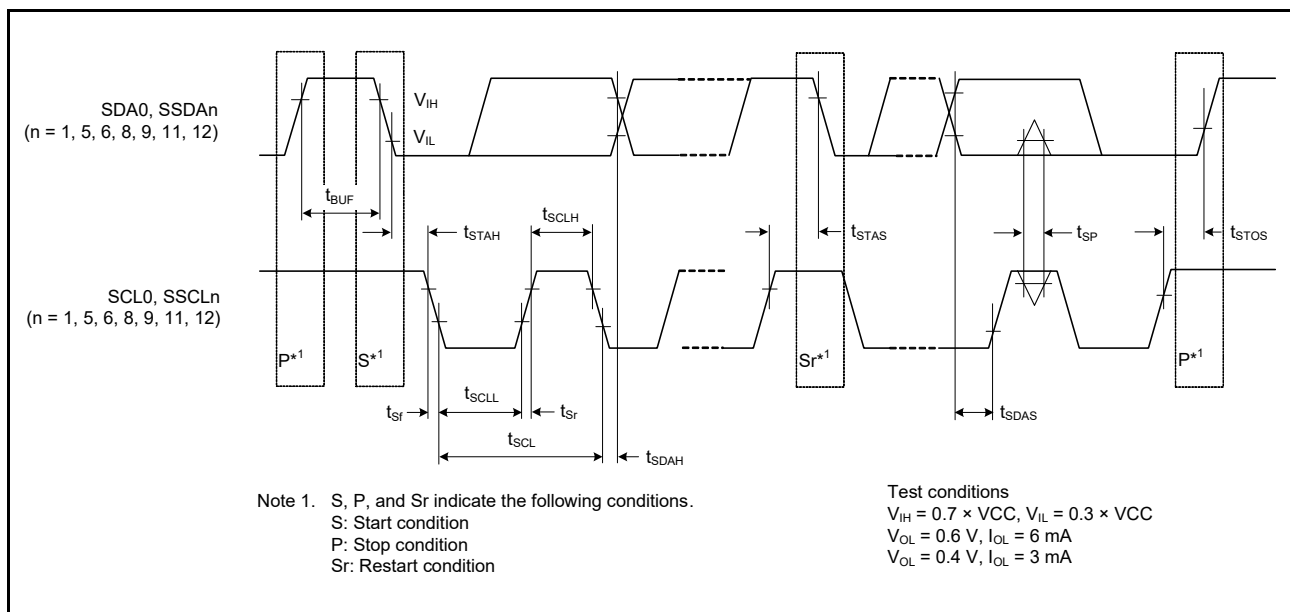 SDA0, SSDAn
(n = 1, 5, 6, 8, 9, 11, 12)
VIH
VIL
tBUF
tSTAH
tSCLH
tSTAS
tSP
tSTOS
SCL0, SSCLn
(n = 1, 5, 6, 8, 9, 11, 12)
P*1
S*1
Sr*1
P*1
tSf
tSCLL
tSr
tSDAS
tSCL
tSDAH
Note 1. S, P, and Sr indicate the following conditions.
S: Start condition
P: Stop condition
Sr: Restart condition
Test conditions
VIH = 0.7 × VCC, VIL = 0.3 × VCC
VOL = 0.6 V, IOL = 6 mA
VOL = 0.4 V, IOL = 3 mA